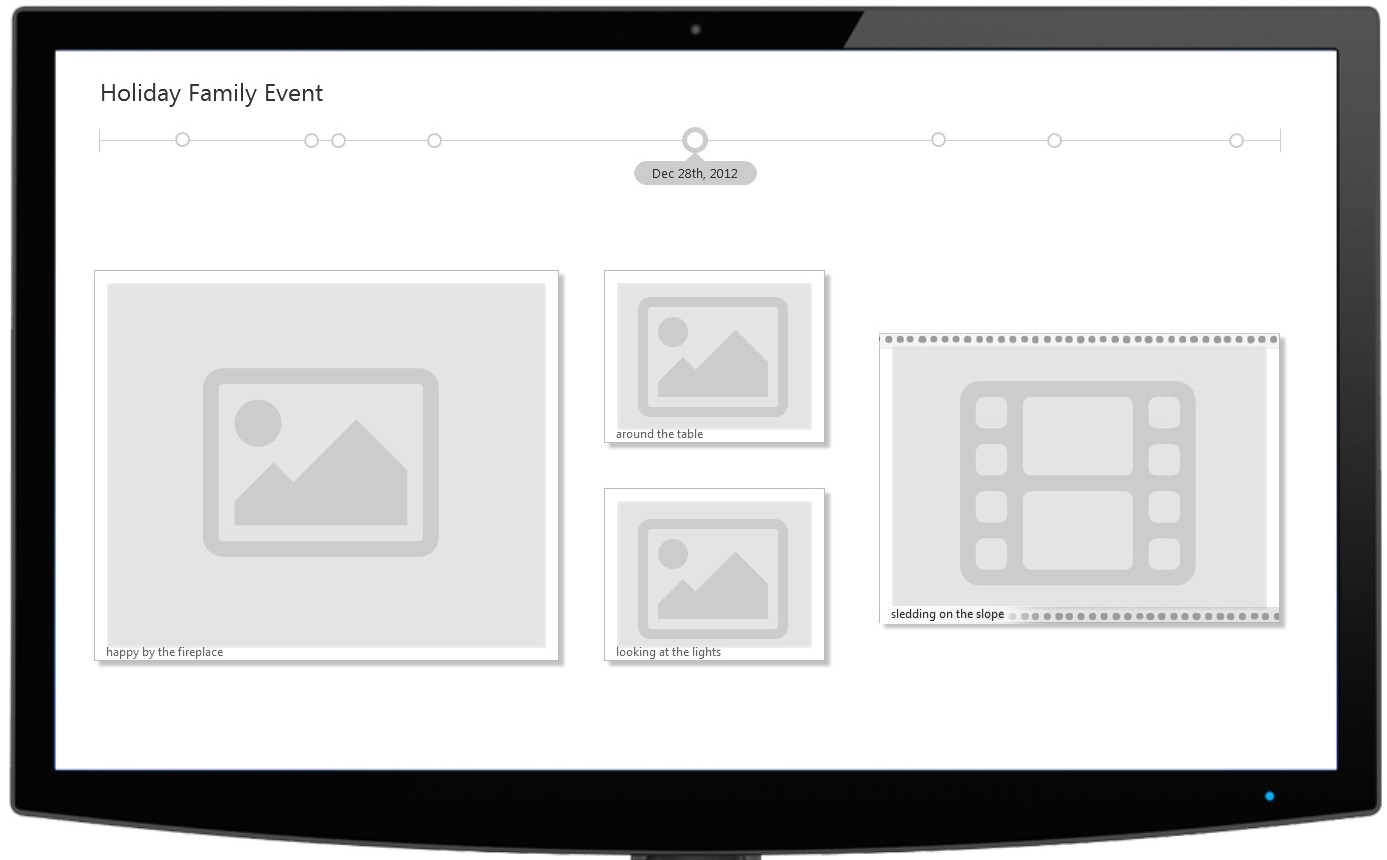 Holiday Family Event
Dec 28th, 2012
happy by the fireplace
around the table
looking at the lights
sledding on the slope